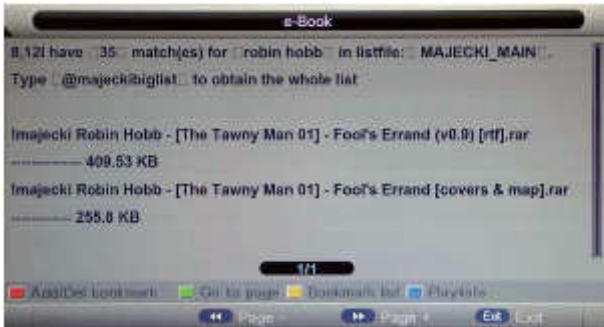 e-Book
8.12I have □35□ match(es) for □robin hobb□ in listfile:□ MAJECKI_MAIN□.
Type □@majeckibiglist□ to obtain the whole list
!majecki Robin Hobb - [The Tawny Man 01] - Fool's Errand (v0.9) [rtf].rar
------------ 409.53 KB
!majecki Robin Hobb - [The Tawny Man 01] - Fool's Errand [covers & map].rar
---------- 255.8 KB
1/1
Add/Del bookmark Go to page Bookmark list Playlists
Page - Page + Exit Exit